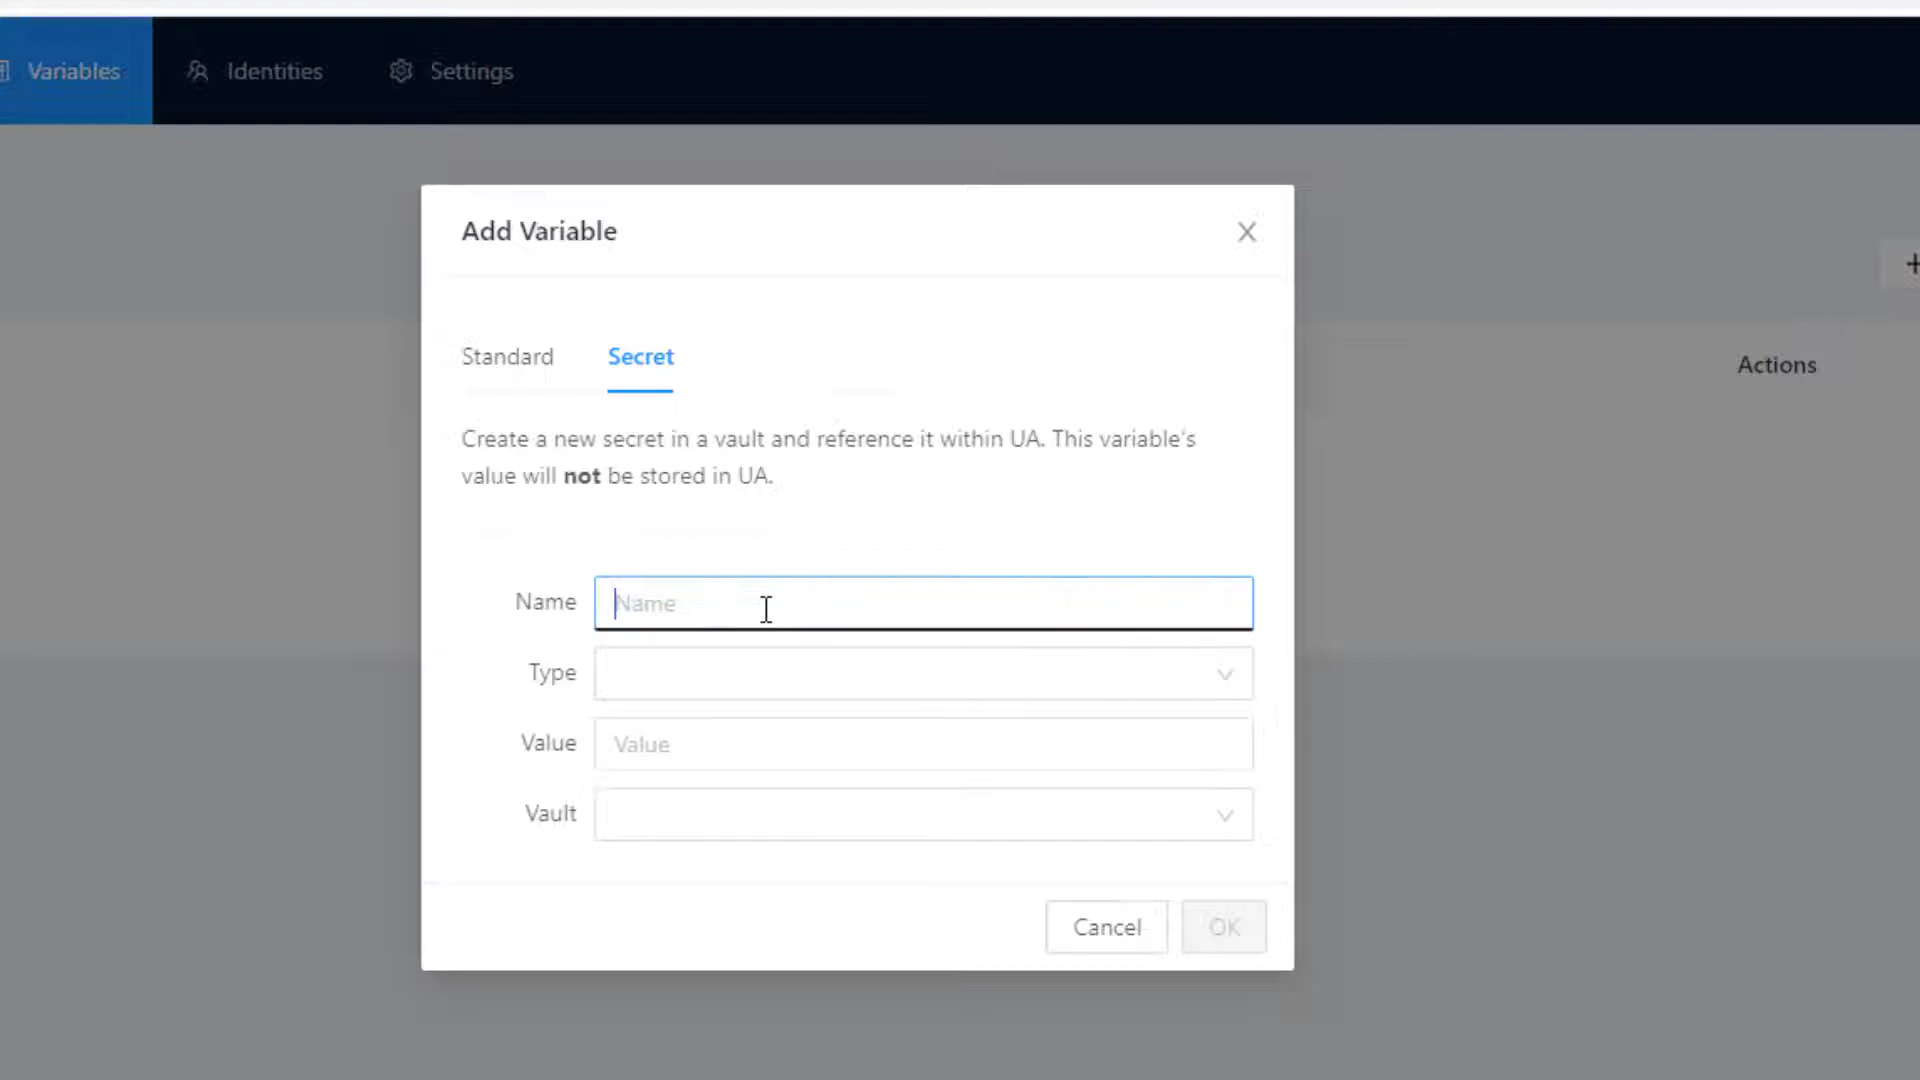 Variables
Identities
Settings
Add Variable
Standard
Secret
Actions
Create a new secret in a vault and reference it within UA. This variable's
value will not be stored in UA.
Name
Name
Type
Value
Value
Vault
Cancel
OK